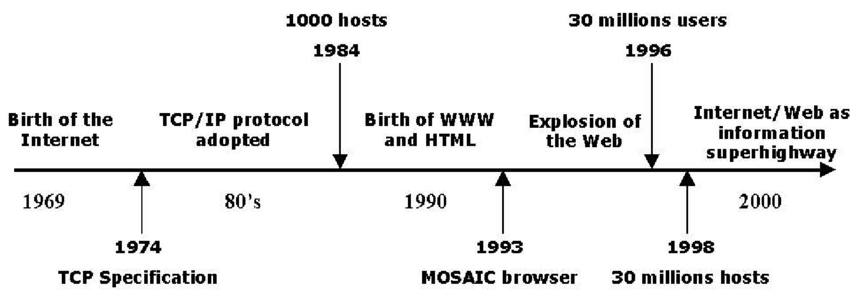 1000 hosts
1984
30 millions users
1996
Birth of the
Internet
TCP/IP protocol
adopted
Birth of WWW
and HTML
Explosion of
the Web
Internet/Web as
information
superhighway
1969
80's
1990
2000
1974
TCP Specification
1993
MOSAIC browser
1998
30 millions hosts